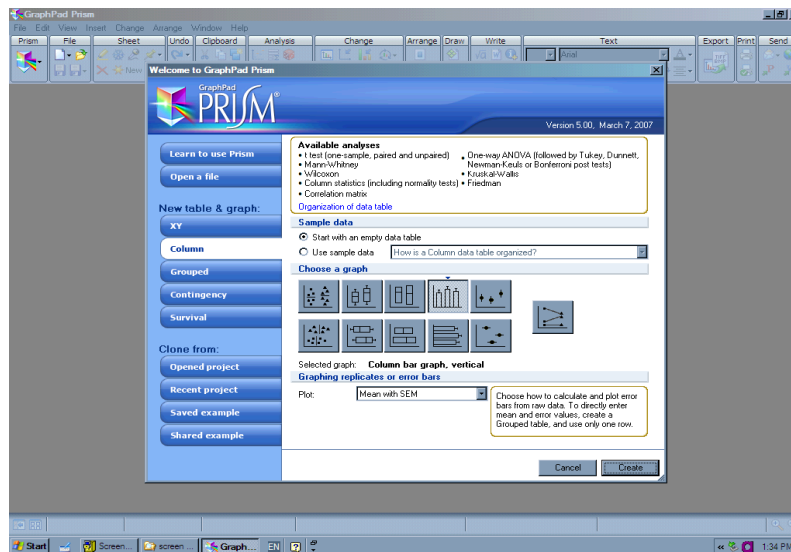 GraphPad Prism
File Edit View Insert Change Arrange Window Help
Prism File Sheet Undo Clipboard Analysis Change Arrange Draw Write Text Export Print Send
New
Arial
Welcome to GraphPad Prism
GraphPad
PRISM®
Version 5.00, March 7, 2007
Learn to use Prism
Open a file
New table & graph:
XY
Column
Grouped
Contingency
Survival
Clone from:
Opened project
Recent project
Saved example
Shared example
Available analyses
• t test (one-sample, paired and unpaired)
• Mann-Whitney
• Wilcoxon
• Column statistics (including normality tests)
• Correlation matrix
• One-way ANOVA (followed by Tukey, Dunnett,
Newman-Keuls or Bonferroni post tests)
• Kruskal-Wallis
• Friedman
Organization of data table
Sample data
Start with an empty data table
Use sample data
How is a Column data table organized?
Choose a graph
Selected graph: Column bar graph, vertical
Graphing replicates or error bars
Plot: Mean with SEM
Choose how to calculate and plot error
bars from raw data. To directly enter
mean and error values, create a
Grouped table, and use only one row.
Cancel Create
Start Screen... screen ... Graph... EN 1:34 PM